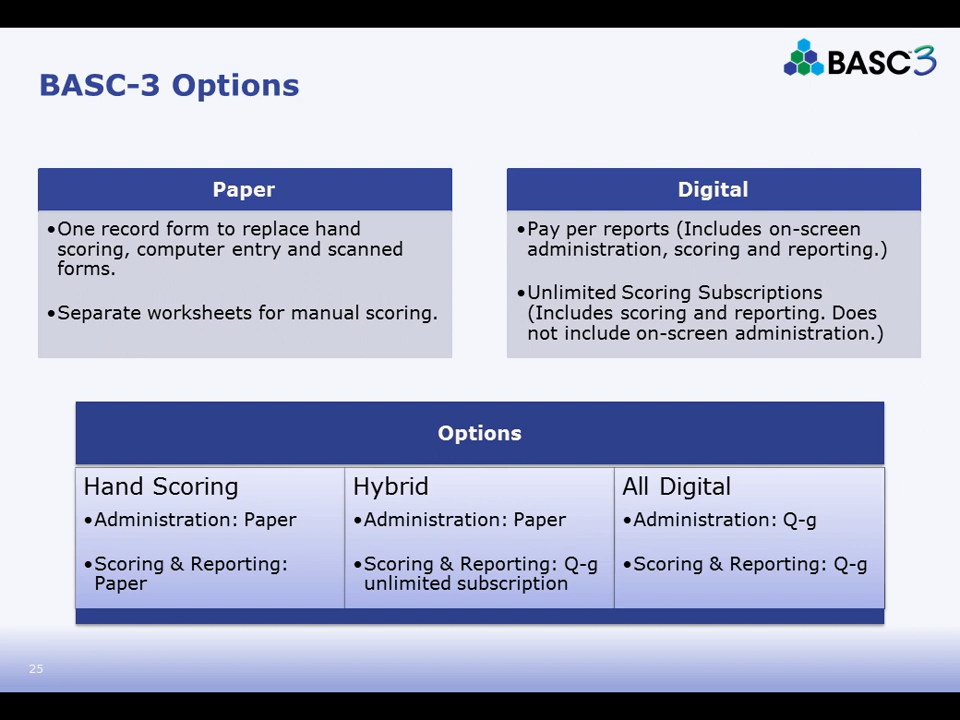 BASC-3 Options
BASC™3
Paper
•One record form to replace hand
scoring, computer entry and scanned
forms.
•Separate worksheets for manual scoring.
Digital
•Pay per reports (Includes on-screen
administration, scoring and reporting.)
•Unlimited Scoring Subscriptions
(Includes scoring and reporting. Does
not include on-screen administration.)
Options
Hand Scoring
•Administration: Paper
•Scoring & Reporting:
Paper
Hybrid
•Administration: Paper
•Scoring & Reporting: Q-g
unlimited subscription
All Digital
•Administration: Q-g
•Scoring & Reporting: Q-g
25